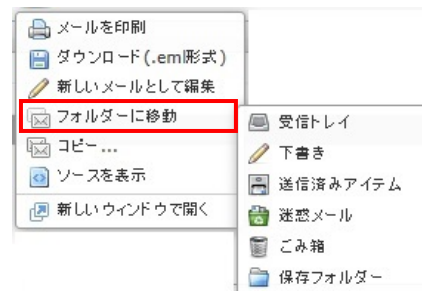 メールを印刷
ダウンロード(.eml形式)
新しいメールとして編集
フォルダーに移動
コピー...
ソースを表示
新しいウィンドウで開く
受信トレイ
下書き
送信済みアイテム
迷惑メール
ごみ箱
保存フォルダー